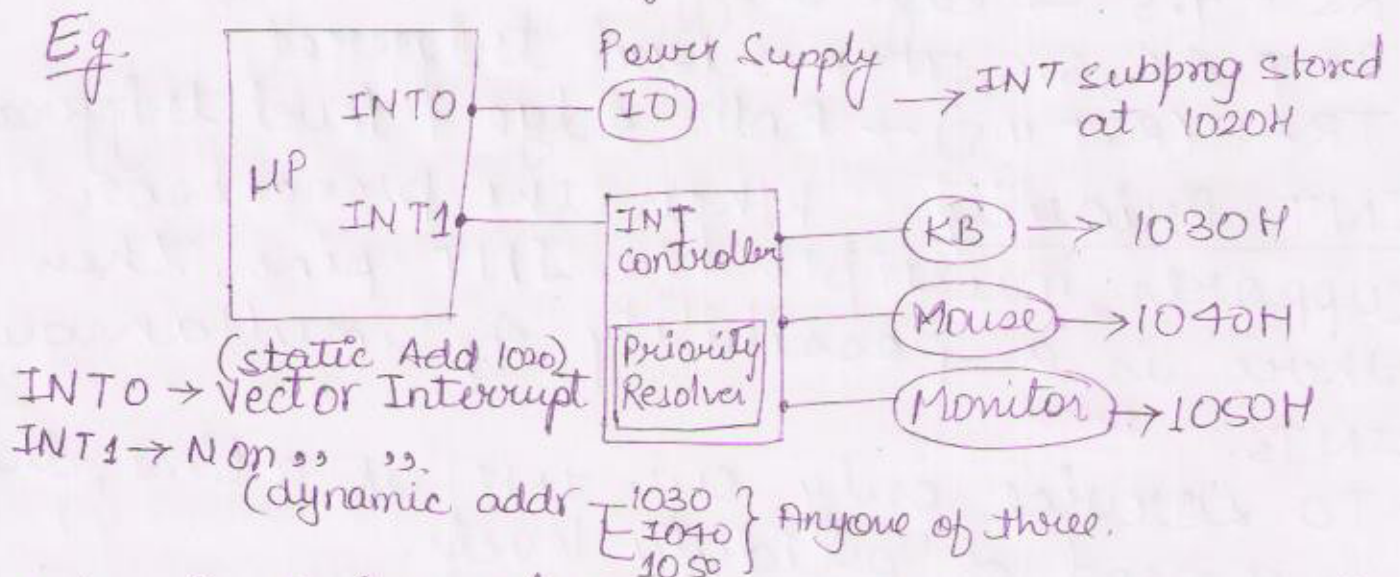 Eg.
Power Supply
INT0
IO
→ INT subprog stored
at 1020H
μP
INT1
INT
controller
KB → 1030H
Mouse → 1040H
Priority
Resolver
Monitor → 1050H
(static Add 1020)
INT0 → Vector Interrupt
INT1 → Non ,, ,,.
(dynamic addr 1030
1040
1050
} Anyone of three.